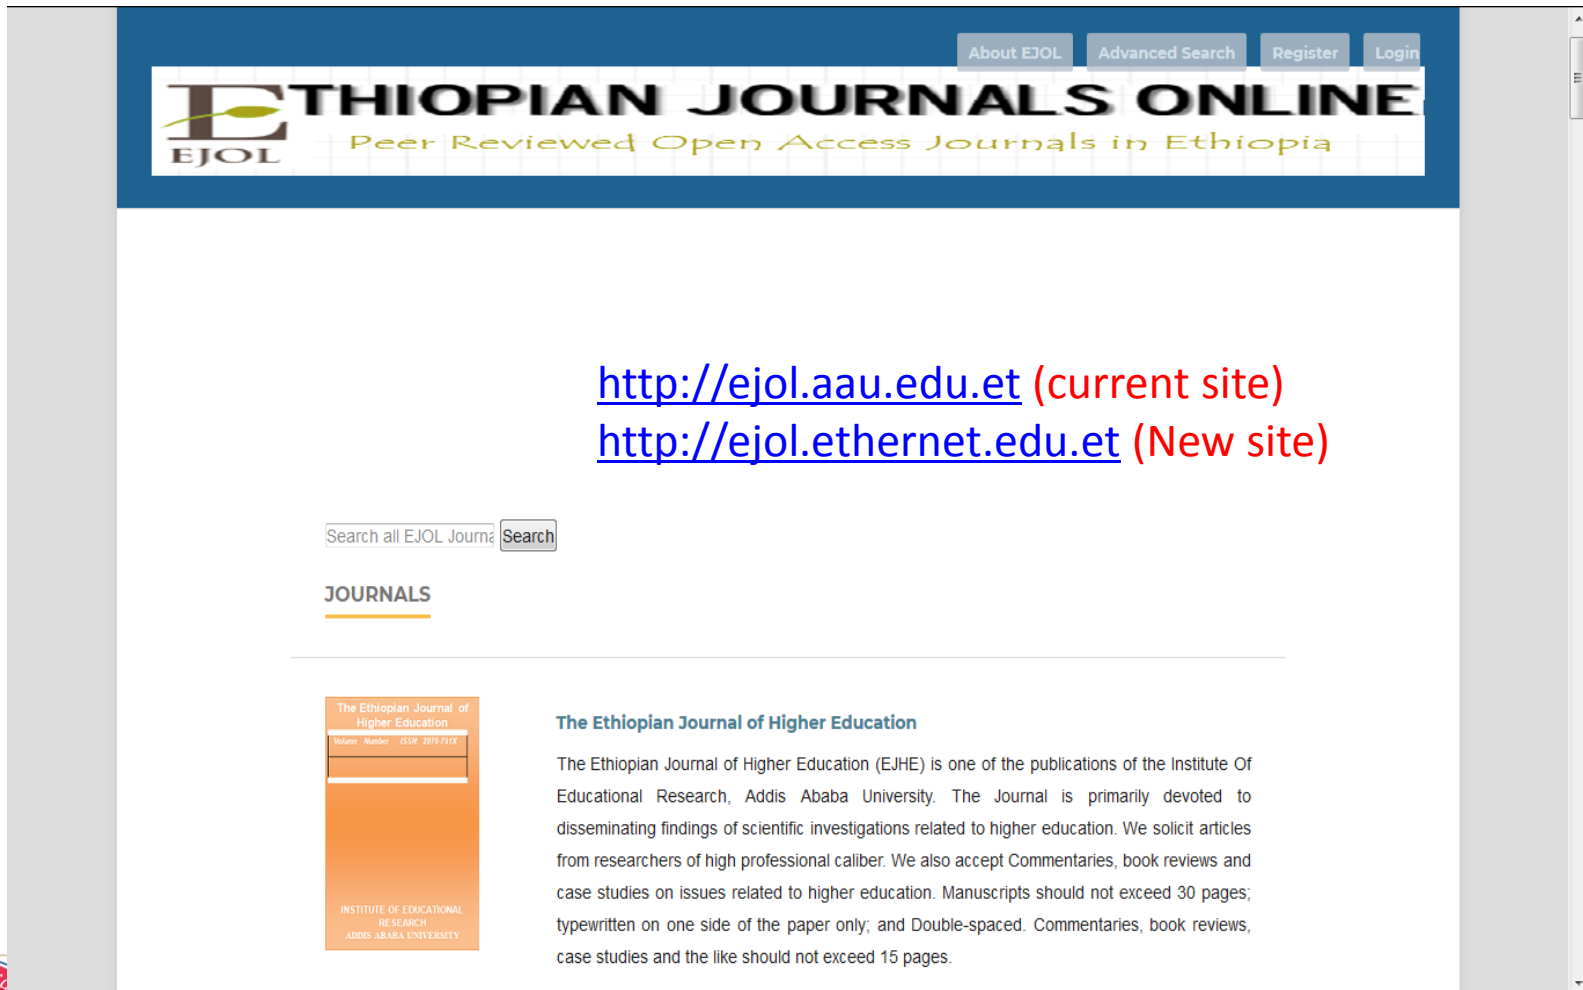 About EJOL Advanced Search Register Login
ETHIOPIAN JOURNALS ONLINE
Peer Reviewed Open Access Journals in Ethiopia
EJOL
http://ejol.aau.edu.et (current site)
http://ejol.ethernet.edu.et (New site)
Search all EJOL Journa Search
JOURNALS
The Ethiopian Journal of
Higher Education
Volume Number ISSN:
INSTITUTE OF EDUCATIONAL
RESEARCH
ADDIS ABABA UNIVERSITY
The Ethiopian Journal of Higher Education
The Ethiopian Journal of Higher Education (EJHE) is one of the publications of the Institute Of
Educational Research, Addis Ababa University. The Journal is primarily devoted to
disseminating findings of scientific investigations related to higher education. We solicit articles
from researchers of high professional caliber. We also accept Commentaries, book reviews and
case studies on issues related to higher education. Manuscripts should not exceed 30 pages;
typewritten on one side of the paper only; and Double-spaced. Commentaries, book reviews,
case studies and the like should not exceed 15 pages.